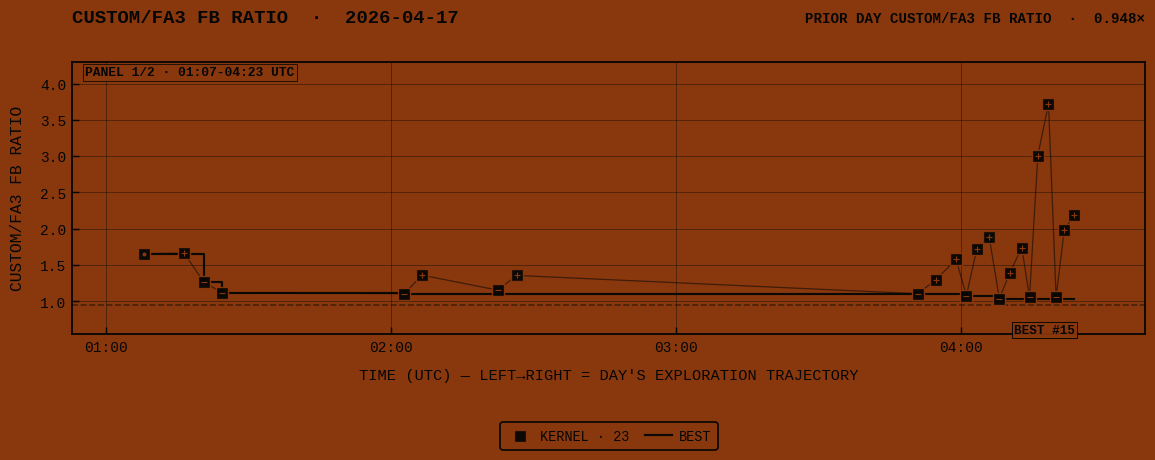 CUSTOM/FA3 FB RATIO · 2026-04-17
PRIOR DAY CUSTOM/FA3 FB RATIO · 0.948×
PANEL 1/2 · 01:07-04:23 UTC
CUSTOM/FA3 FB RATIO
4.0
3.5
3.0
2.5
2.0
1.5
1.0
BEST #15
01:00
02:00
03:00
04:00
TIME (UTC) — LEFT→RIGHT = DAY'S EXPLORATION TRAJECTORY
KERNEL · 23
BEST